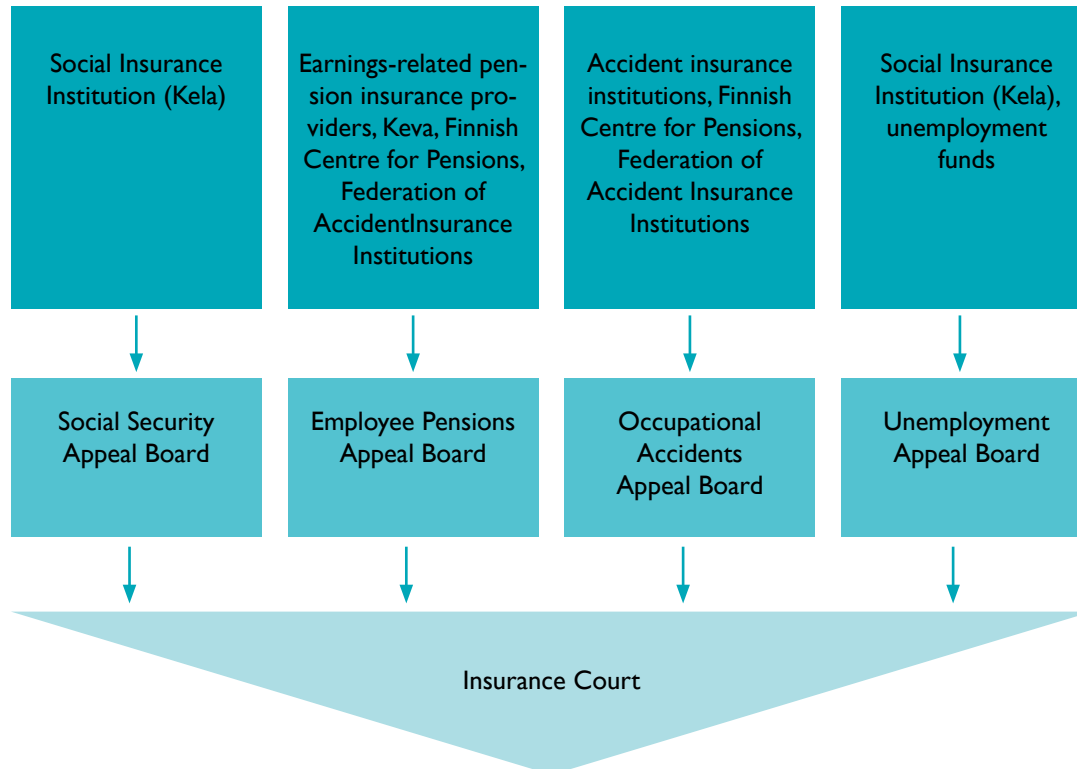 Social Insurance
Institution (Kela)
Earnings-related pen-
sion insurance pro-
viders, Keva, Finnish
Centre for Pensions,
Federation of
AccidentInsurance
Institutions
Accident insurance
institutions, Finnish
Centre for Pensions,
Federation of
Accident Insurance
Institutions
Social Insurance
Institution (Kela),
unemployment
funds
Social Security
Appeal Board
Employee Pensions
Appeal Board
Occupational
Accidents
Appeal Board
Unemployment
Appeal Board
Insurance Court